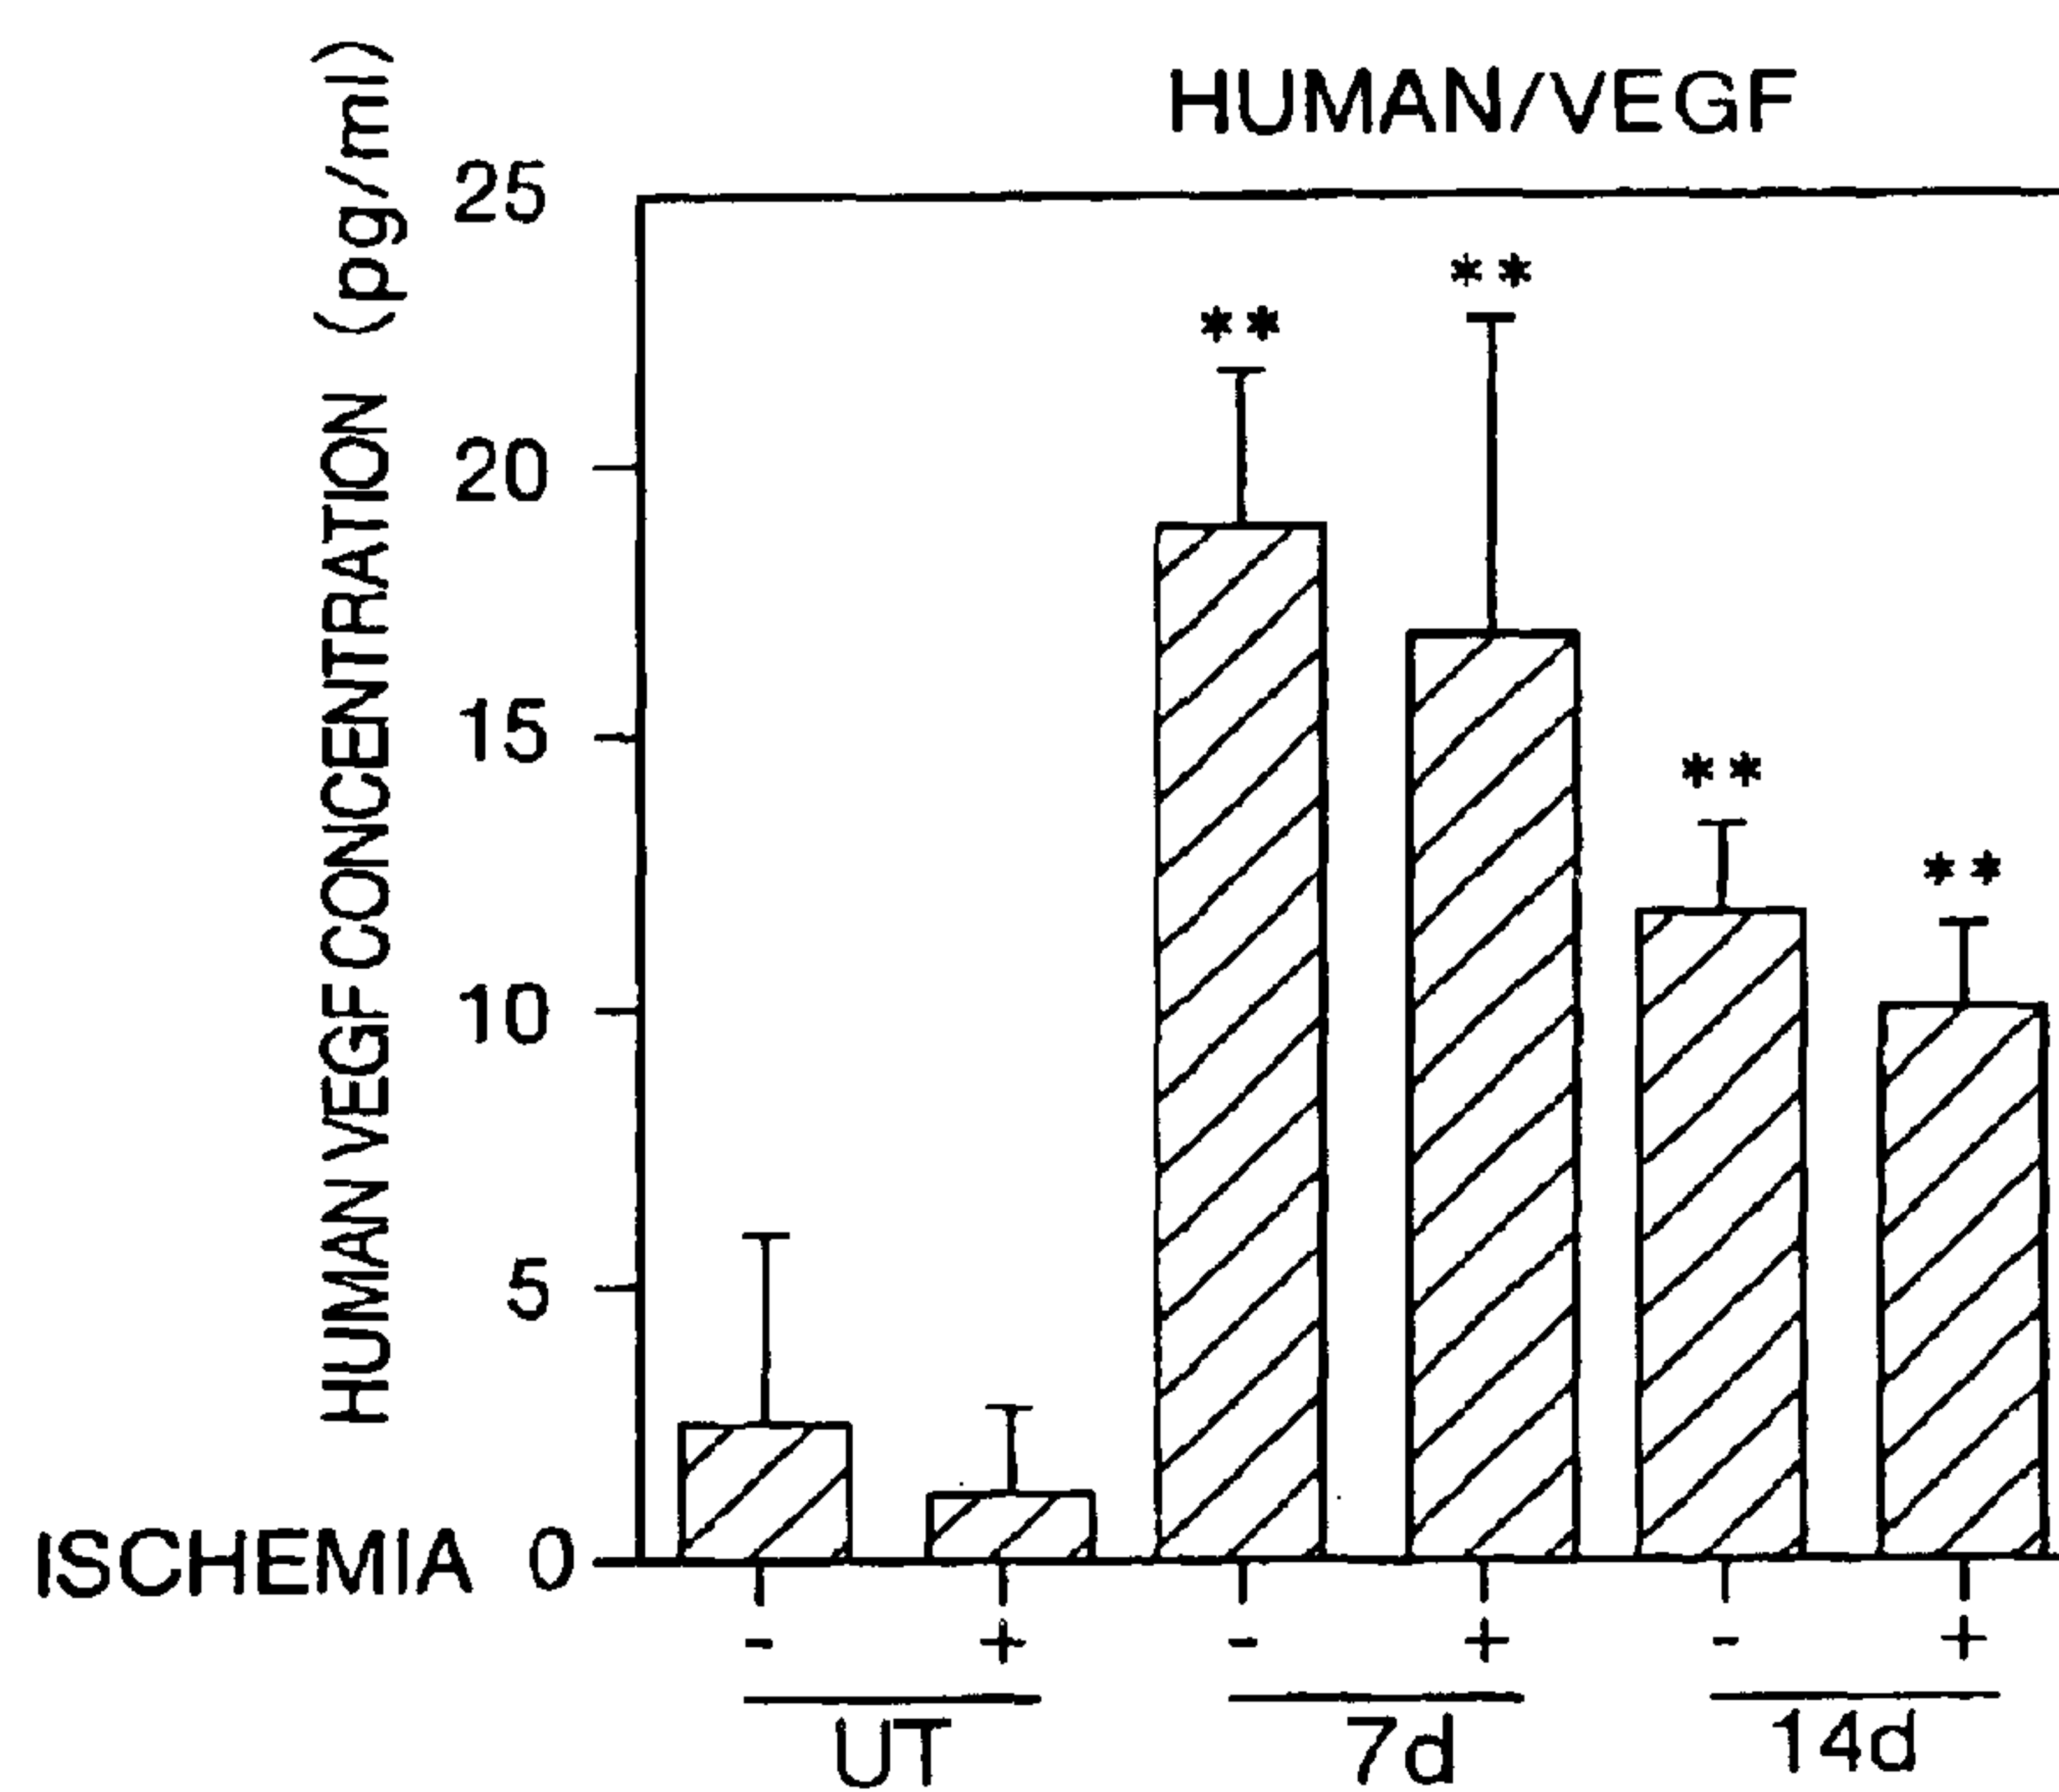 HUMAN/VEGF
HUMAN VEGF CONCENTRATION (pg/ml)
25
20
15
10
5
0
** ** ** **
ISCHEMIA
- + - + - +
UT 7d 14d